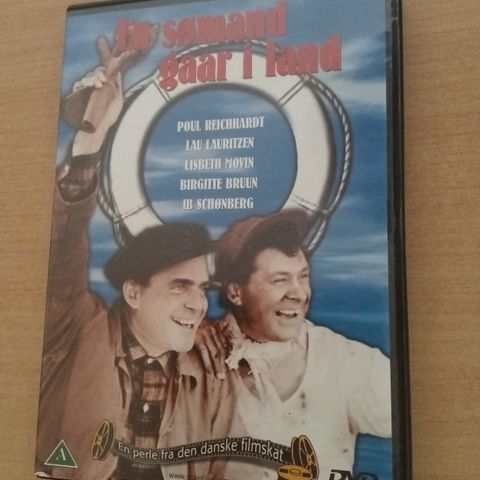 En sømand
gaar i land
POUL REICHHARDT
LAU LAURITZEN
LISBETH MOVIN
BIRGITTE BRUUN
IB SCHØNBERG
En perle fra den danske filmskat
A
DVD